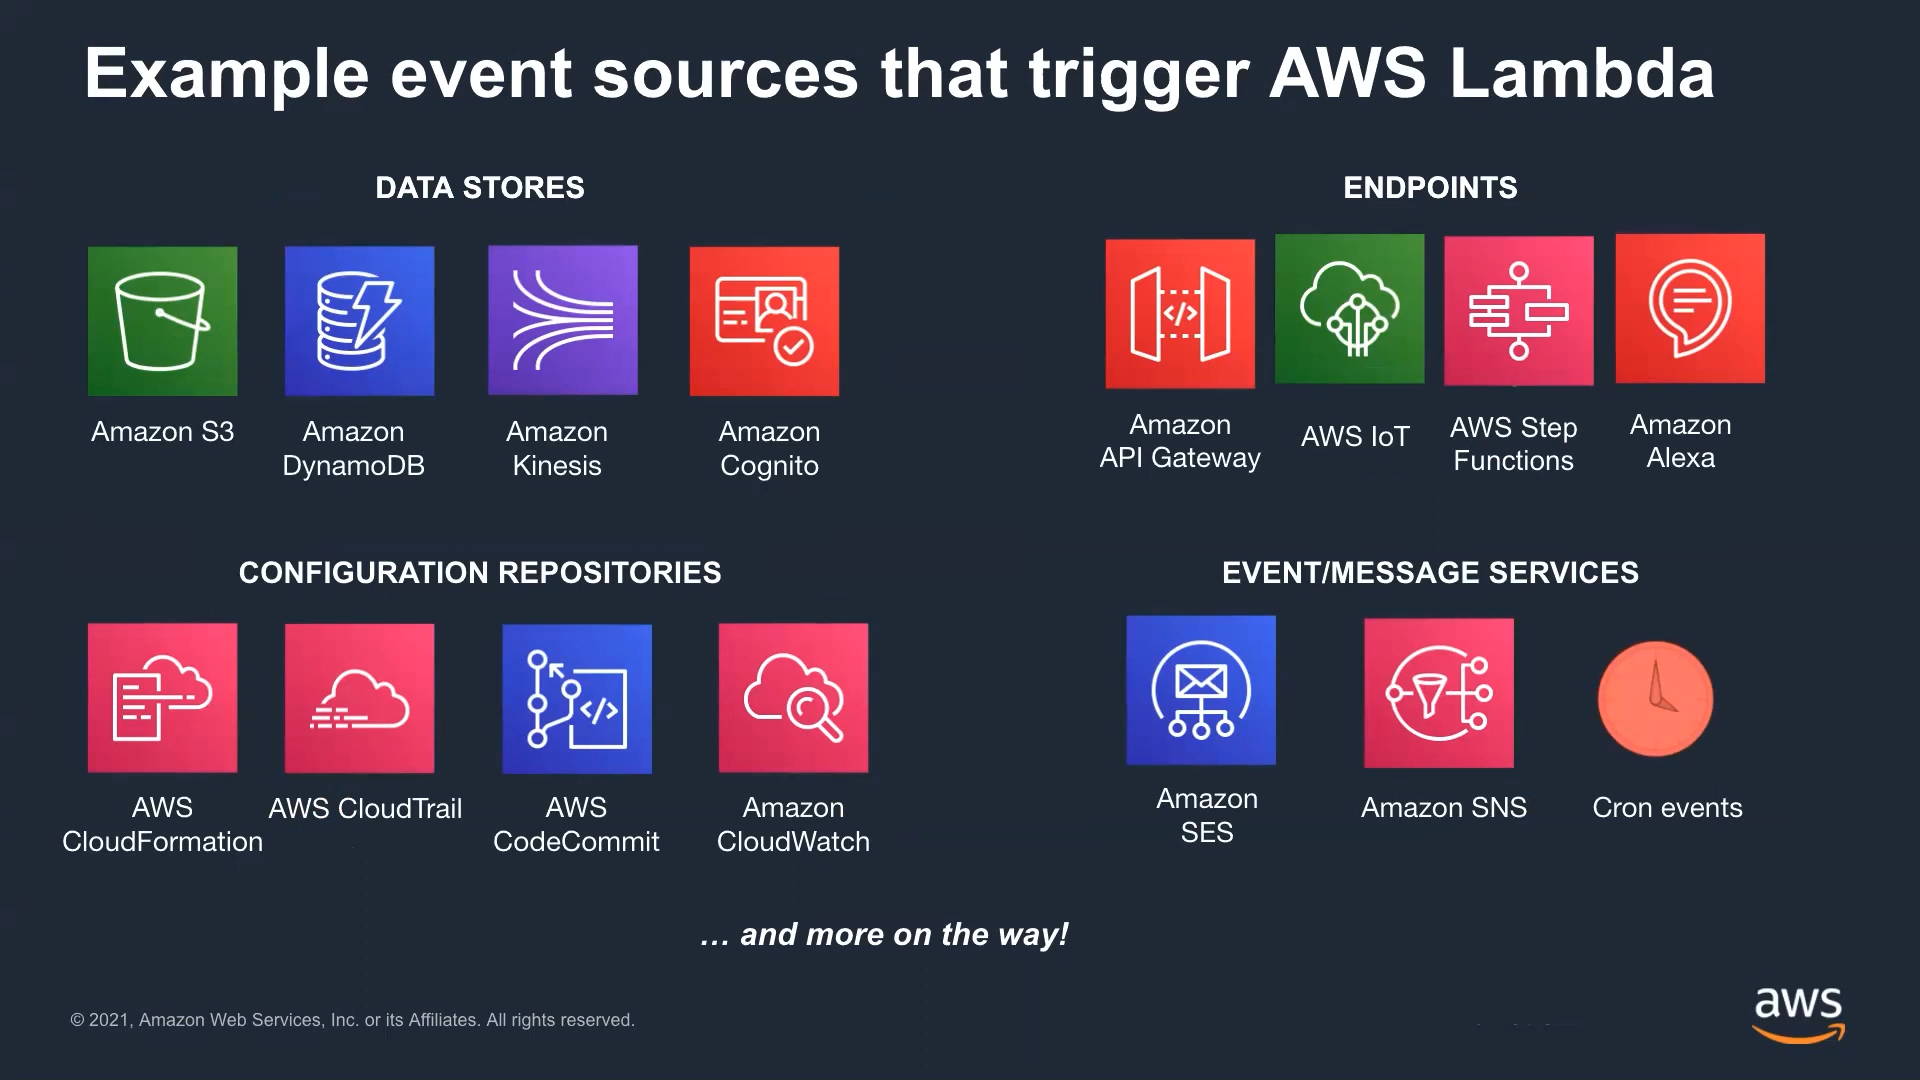 Example event sources that trigger AWS Lambda
DATA STORES
Amazon S3
Amazon
DynamoDB
Amazon
Kinesis
Amazon
Cognito
ENDPOINTS
</>
Amazon
API Gateway
AWS IoT
AWS Step
Functions
Amazon
Alexa
CONFIGURATION REPOSITORIES
AWS
CloudFormation
AWS CloudTrail
</>
AWS
CodeCommit
Amazon
CloudWatch
EVENT/MESSAGE SERVICES
Amazon
SES
Amazon SNS
Cron events
… and more on the way!
© 2021, Amazon Web Services, Inc. or its Affiliates. All rights reserved.
aws